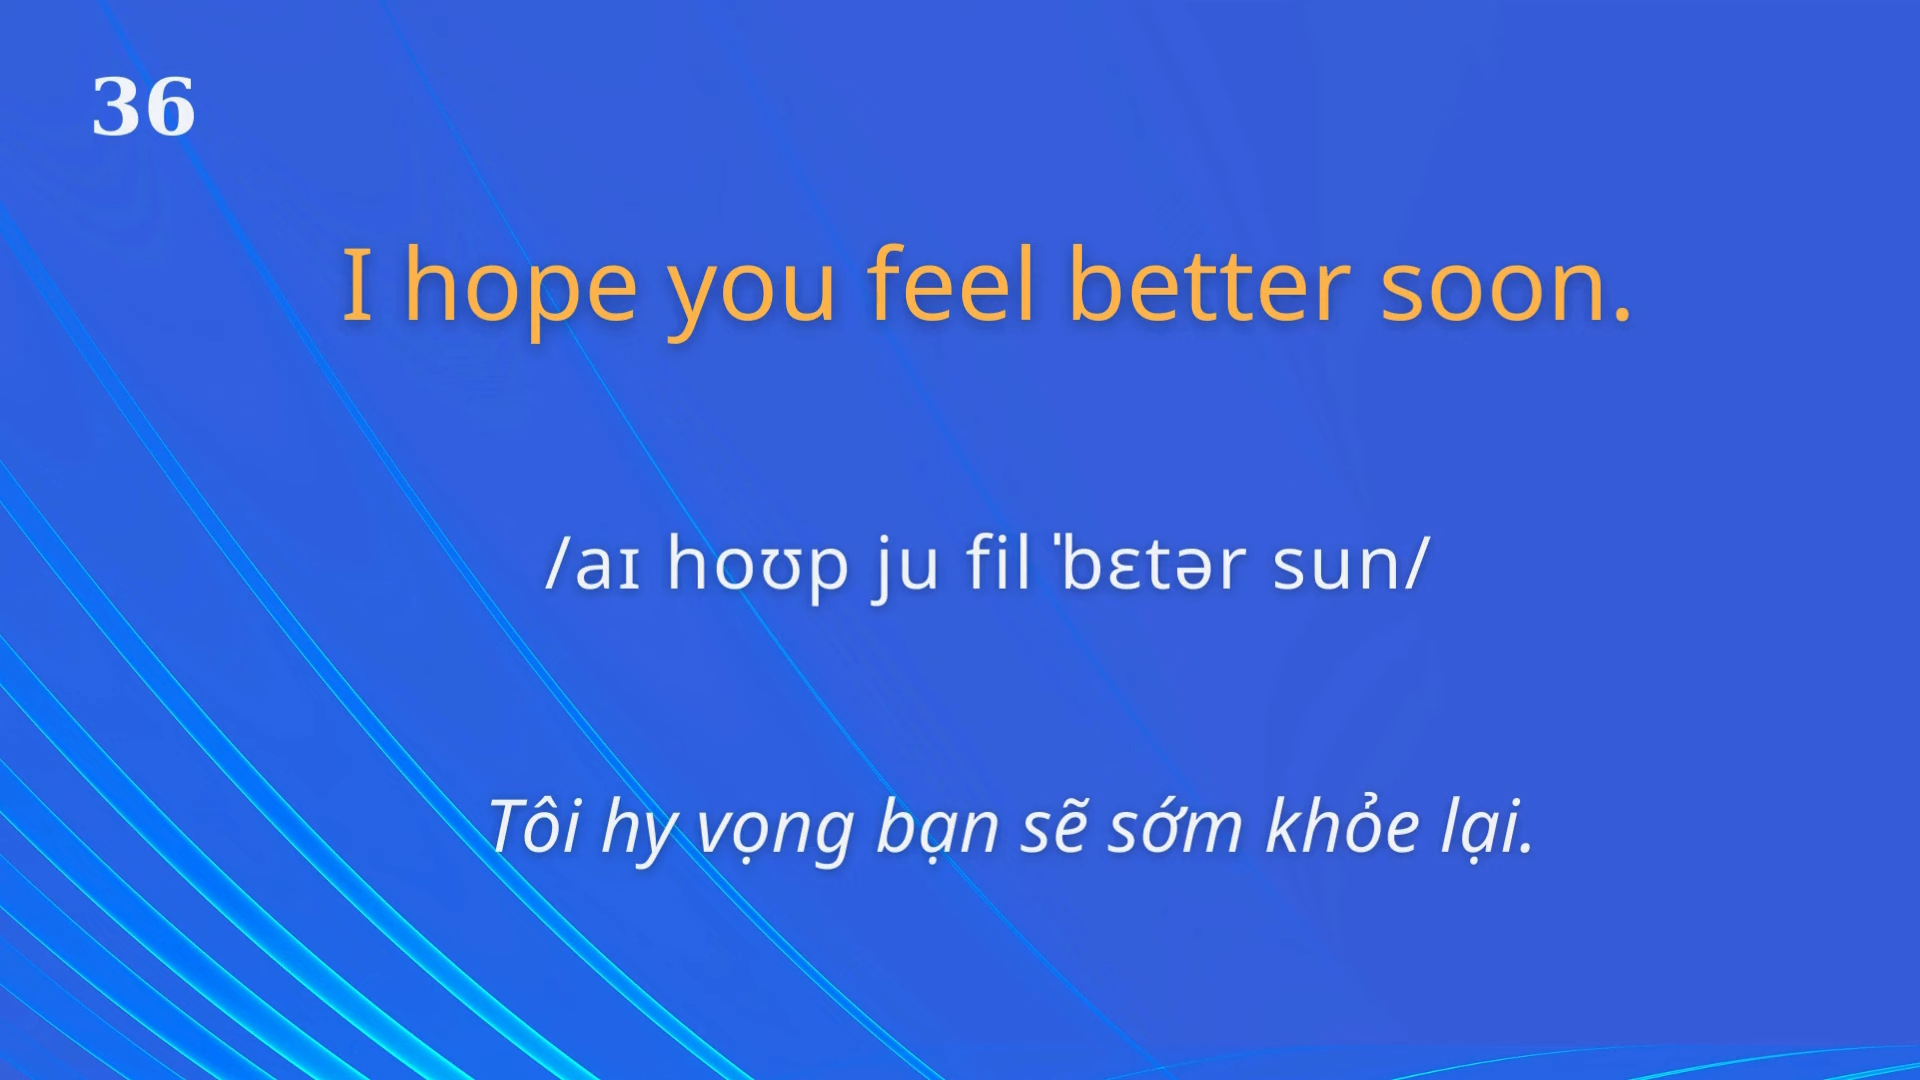 36
I hope you feel better soon.
/aɪ hoʊp ju fil ˈbɛtər sun/
Tôi hy vọng bạn sẽ sớm khỏe lại.